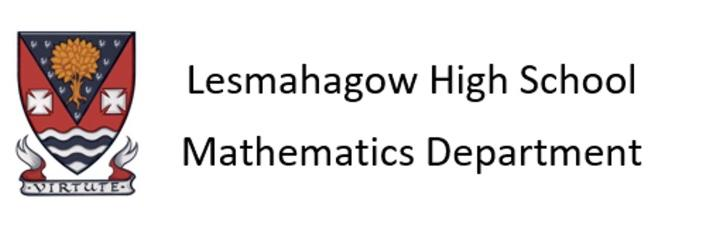 Lesmahagow High School
Mathematics Department
·VIRTUTE·